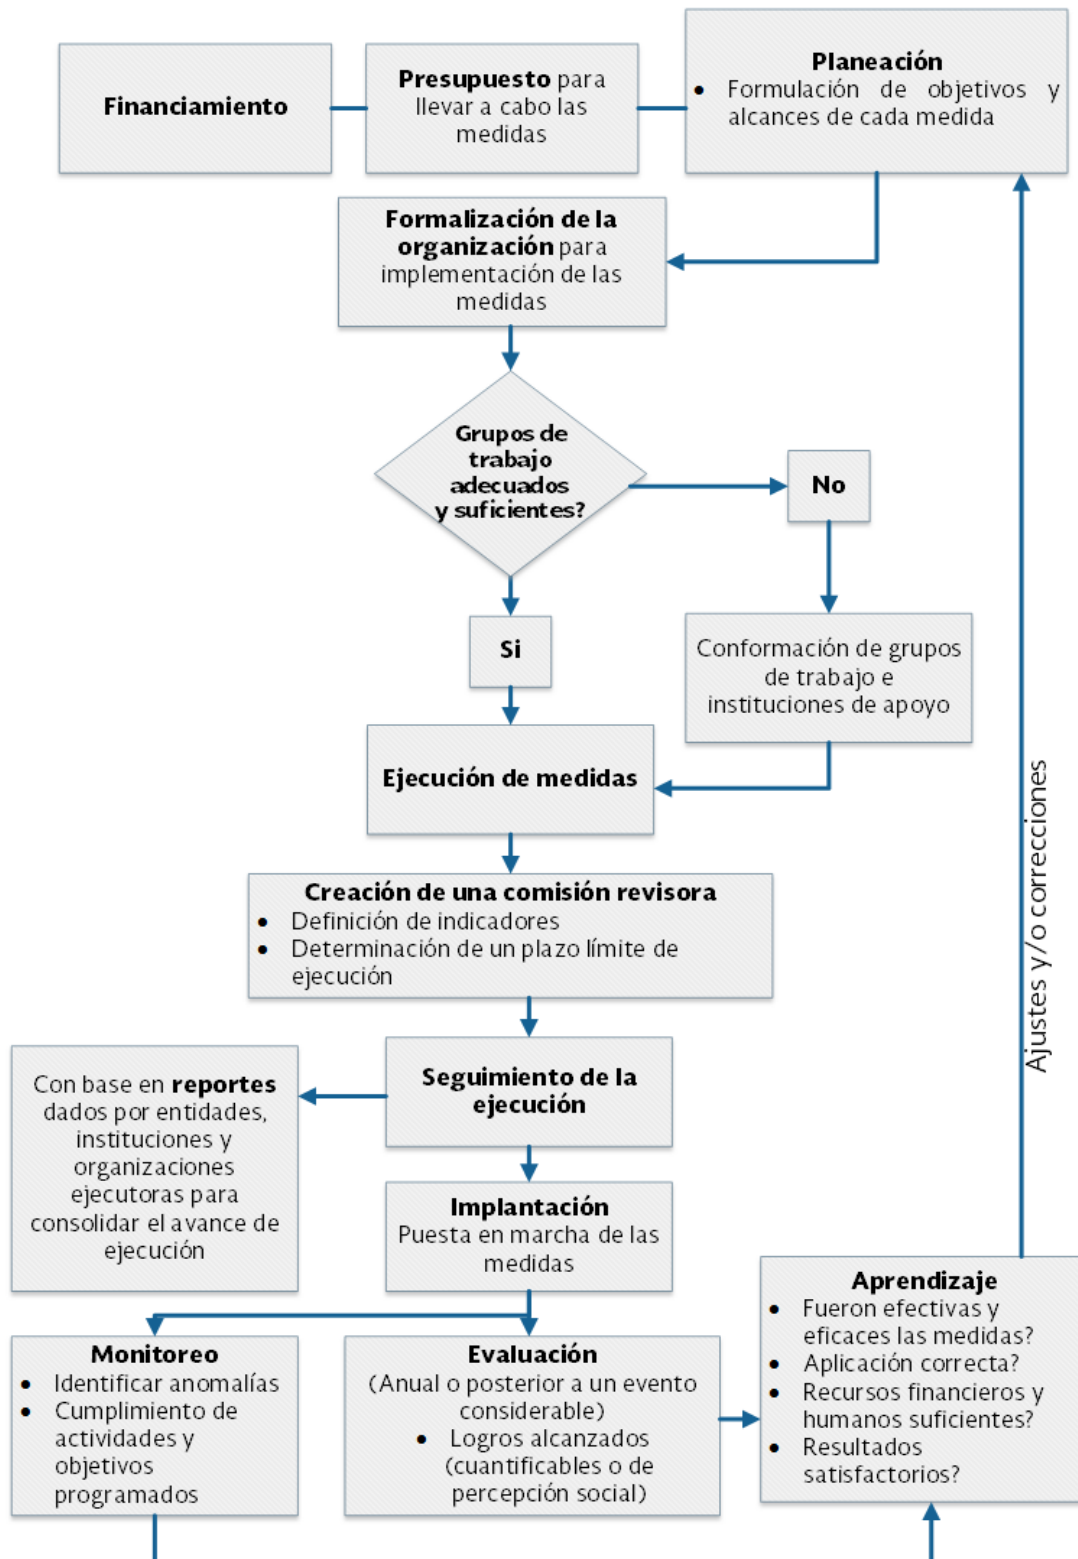 Financiamiento
Presupuesto para
llevar a cabo las
medidas
Planeación
• Formulación de objetivos y
alcances de cada medida
Formalización de la
organización para
implementación de las
medidas
Grupos de
trabajo
adecuados
y suficientes?
No
Si
Conformación de grupos
de trabajo e
instituciones de apoyo
Ejecución de medidas
Creación de una comisión revisora
• Definición de indicadores
• Determinación de un plazo límite de
ejecución
Ajustes y/o correcciones
Seguimiento de la
ejecución
Con base en reportes
dados por entidades,
instituciones y
organizaciones
ejecutoras para
consolidar el avance de
ejecución
Implantación
Puesta en marcha de las
medidas
Monitoreo
• Identificar anomalías
• Cumplimiento de
actividades y
objetivos
programados
Evaluación
(Anual o posterior a un evento
considerable)
• Logros alcanzados
(cuantificables o de
percepción social)
Aprendizaje
• Fueron efectivas y
eficaces las medidas?
• Aplicación correcta?
• Recursos financieros y
humanos suficientes?
• Resultados
satisfactorios?